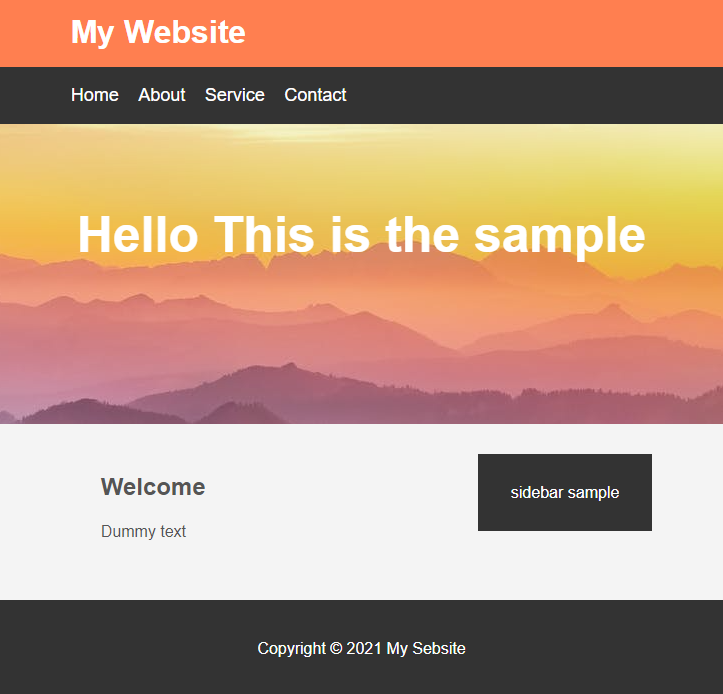 My Website
Home About Service Contact
Hello This is the sample
Welcome
Dummy text
sidebar sample
Copyright © 2021 My Sebsite